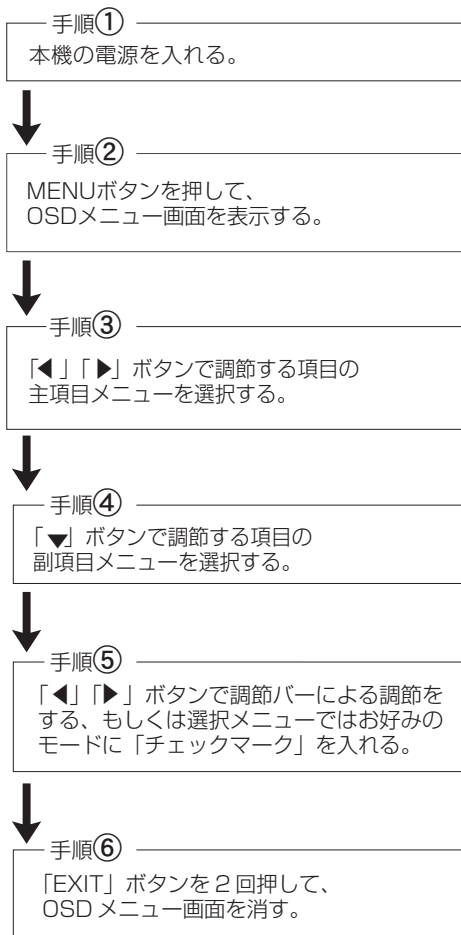 手順①
本機の電源を入れる。
手順②
MENUボタンを押して、
OSDメニュー画面を表示する。
手順③
「◀」「▶」ボタンで調節する項目の
主項目メニューを選択する。
手順④
「▼」ボタンで調節する項目の
副項目メニューを選択する。
手順⑤
「◀」「▶」ボタンで調節バーによる調節を
する、もしくは選択メニューではお好みの
モードに「チェックマーク」を入れる。
手順⑥
「EXIT」ボタンを2回押して、
OSDメニュー画面を消す。